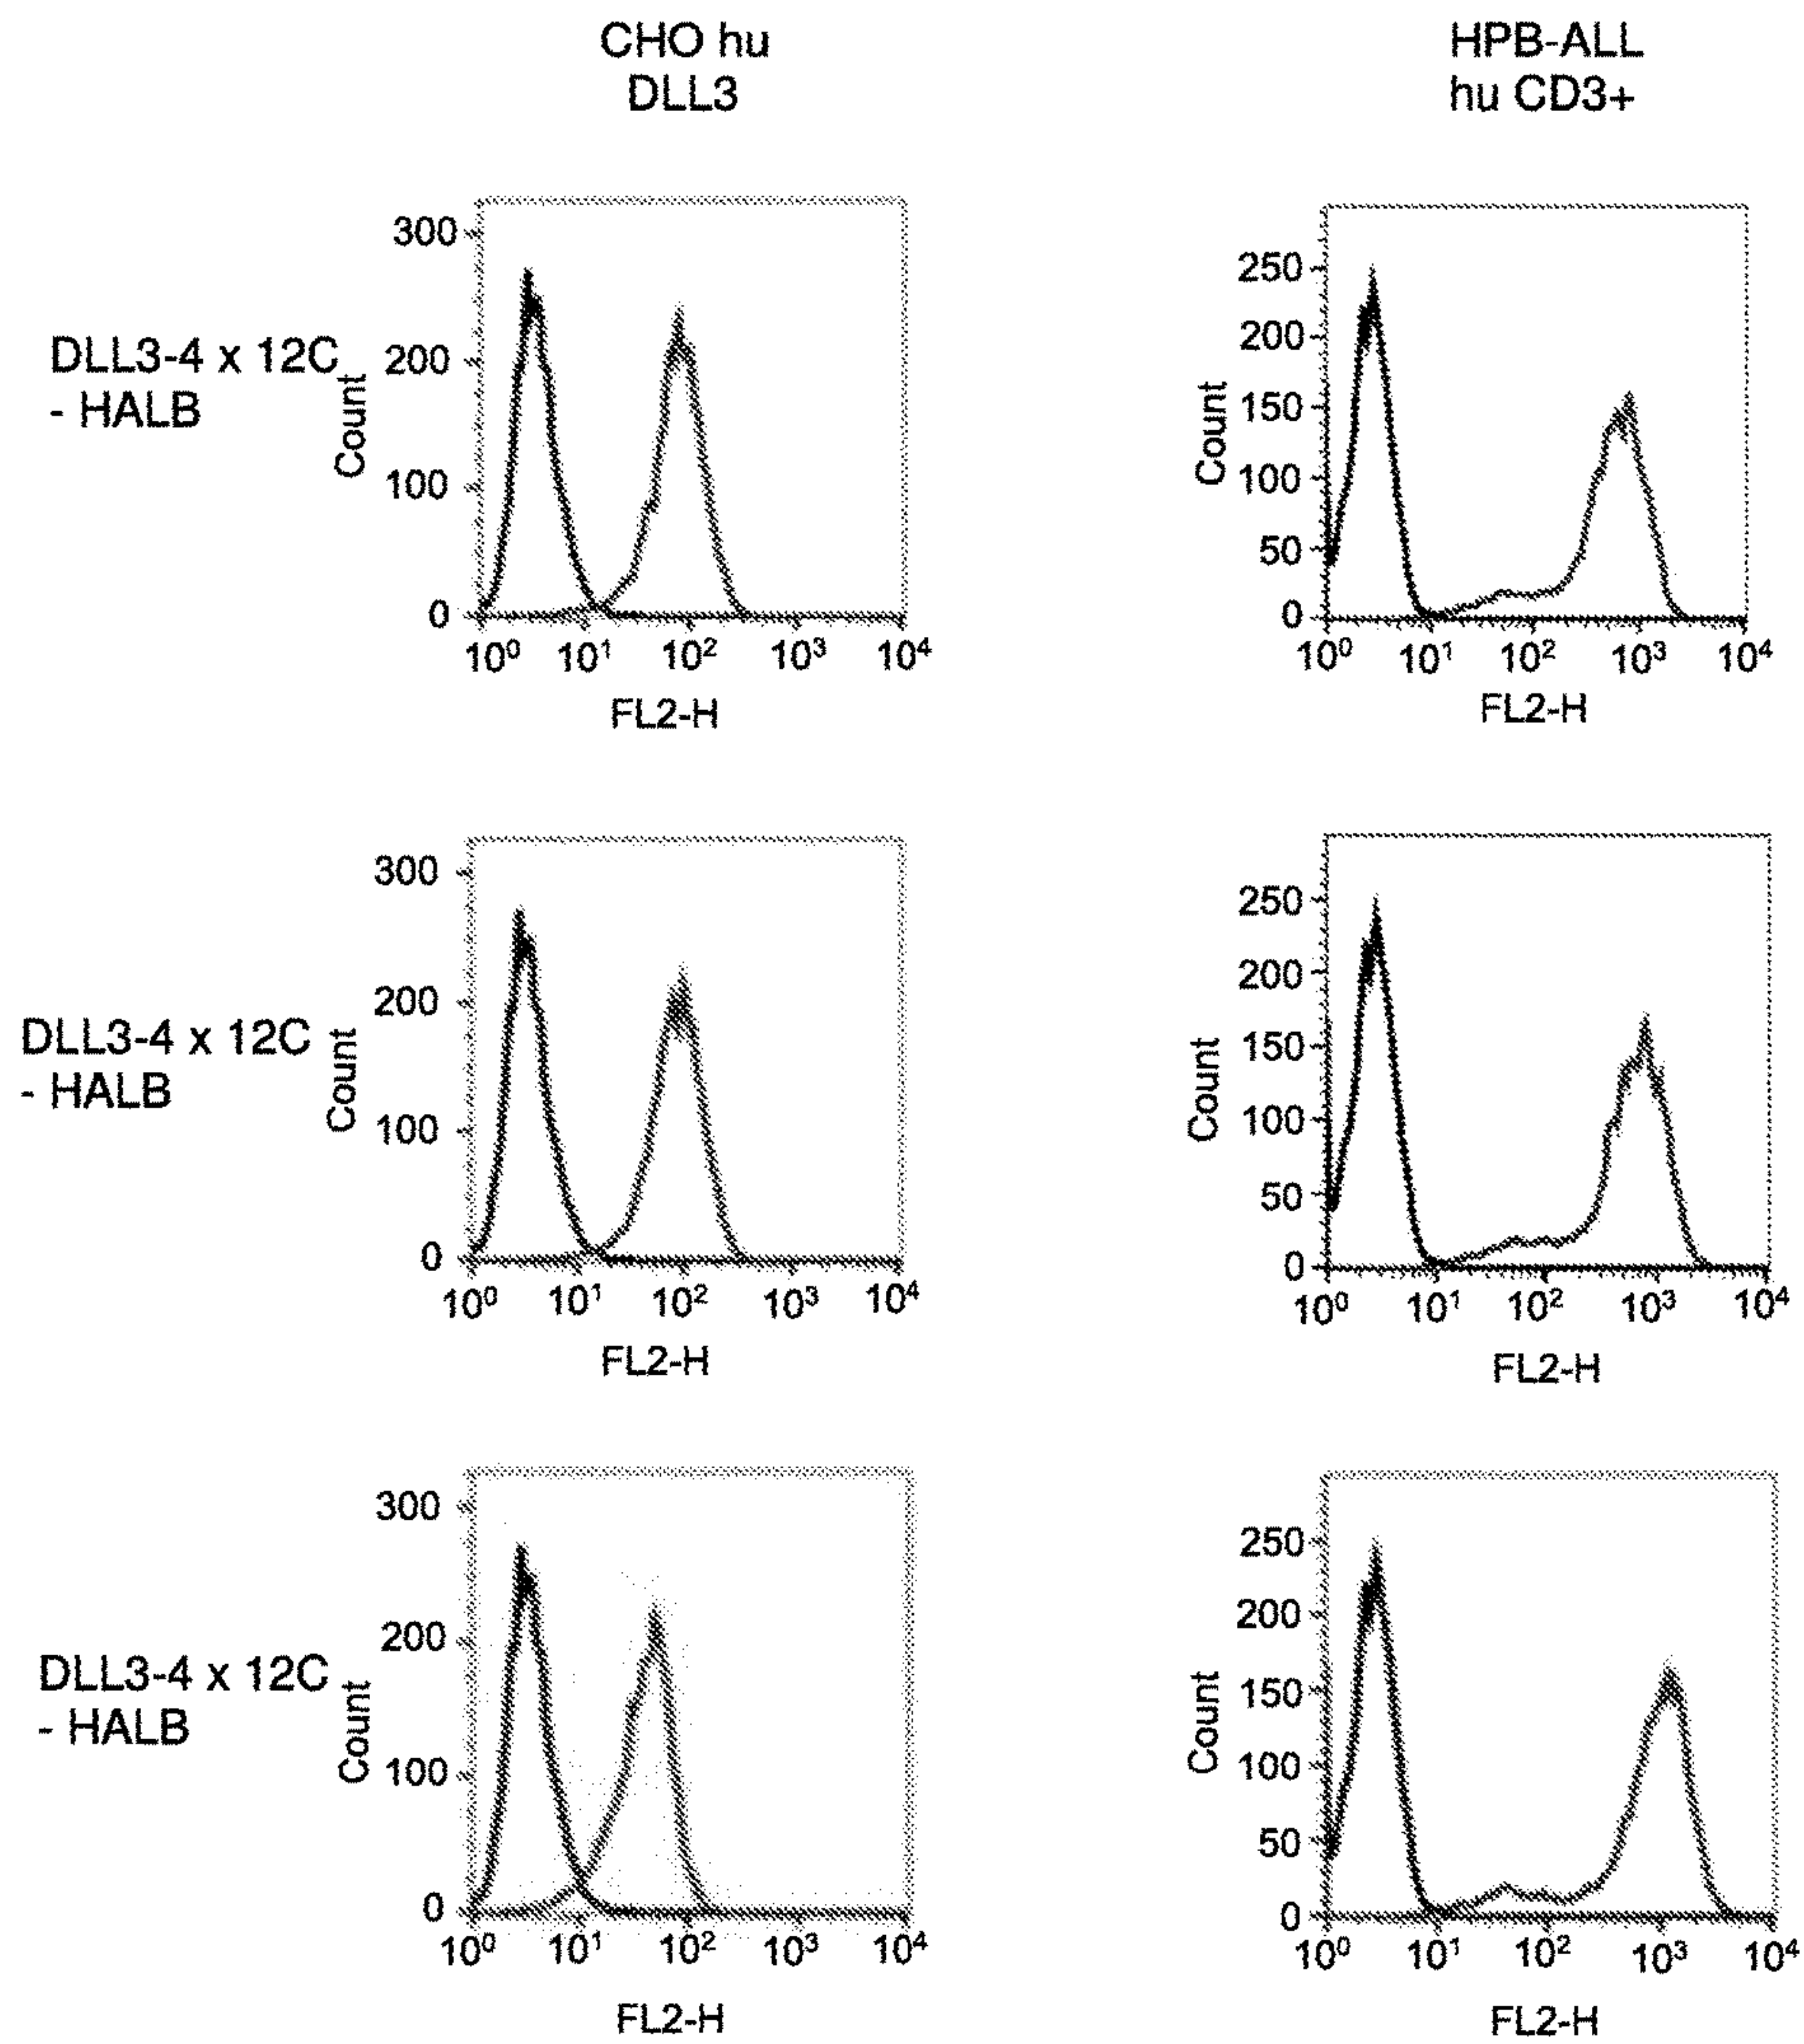 CHO hu
DLL3
HPB-ALL
hu CD3+
DLL3-4 x 12C
- HALB
Count
300
200
100
0
10⁰ 10¹ 10² 10³ 10⁴
FL2-H
Count
250
200
150
100
50
0
10⁰ 10¹ 10² 10³ 10⁴
FL2-H
DLL3-4 x 12C
- HALB
Count
300
200
100
0
10⁰ 10¹ 10² 10³ 10⁴
FL2-H
Count
250
200
150
100
50
0
10⁰ 10¹ 10² 10³ 10⁴
FL2-H
DLL3-4 x 12C
- HALB
Count
300
200
100
0
10⁰ 10¹ 10² 10³ 10⁴
FL2-H
Count
250
200
150
100
50
0
10⁰ 10¹ 10² 10³ 10⁴
FL2-H